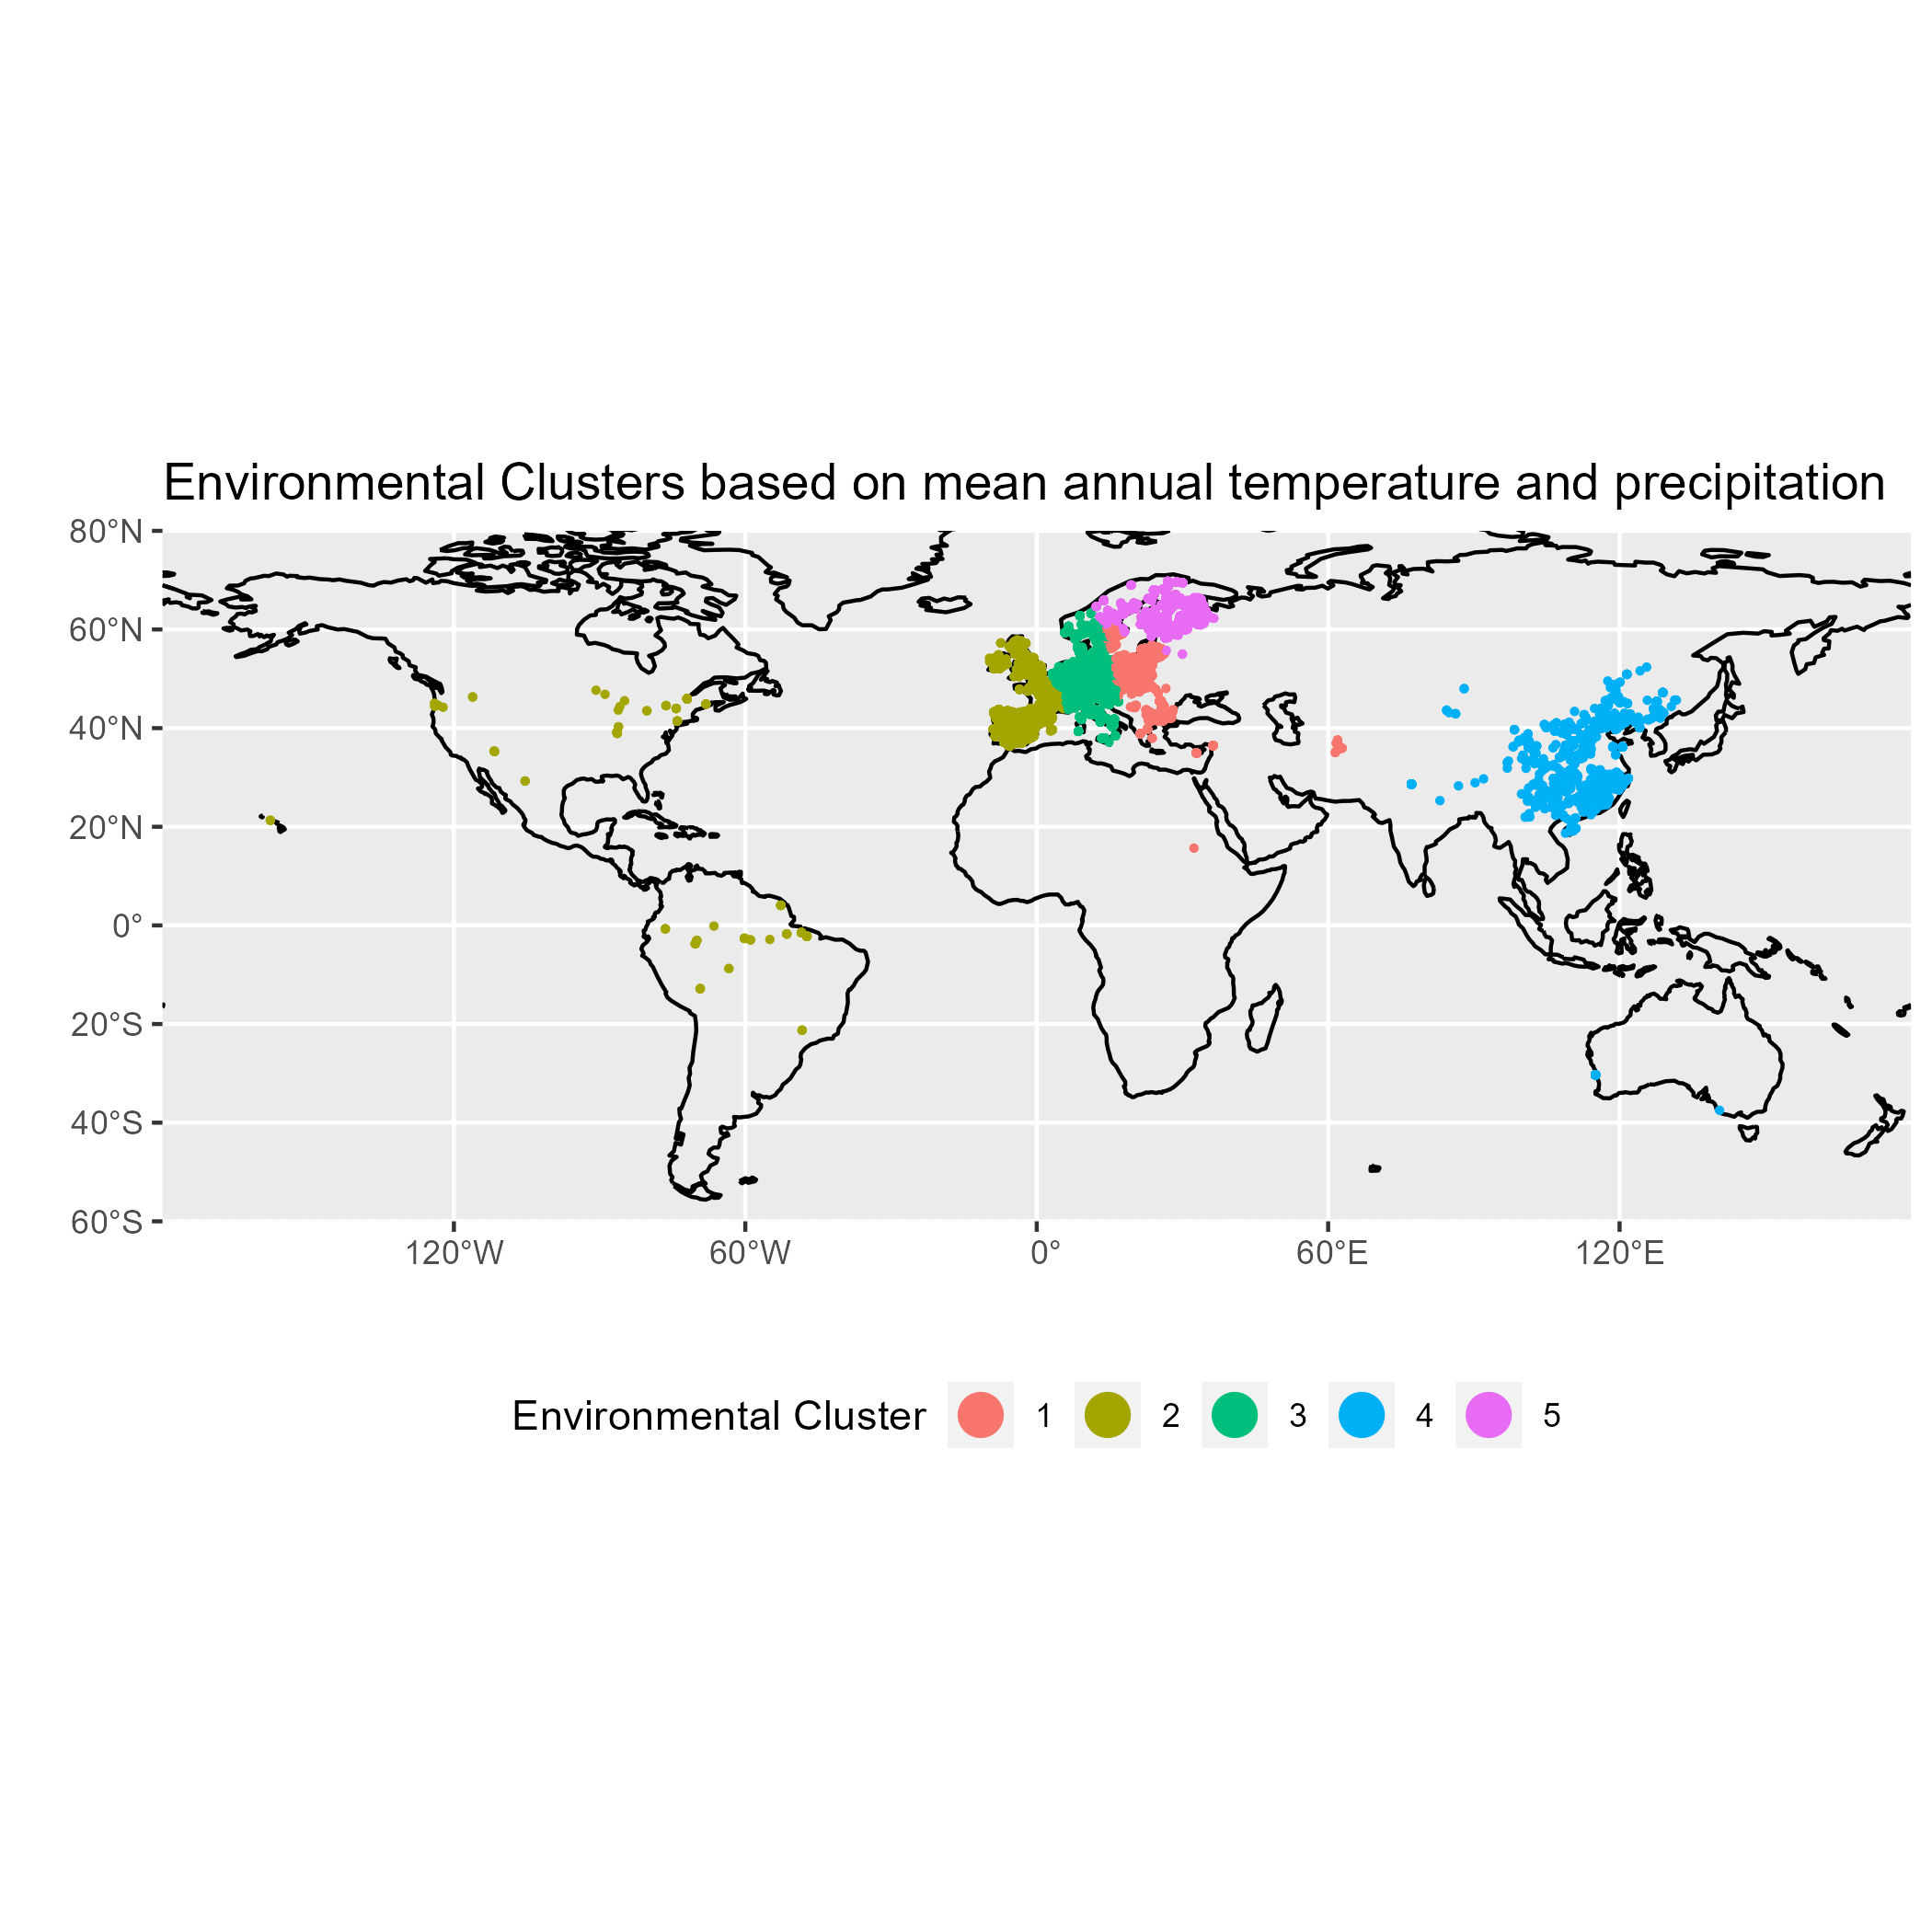 Environmental Clusters based on mean annual temperature and precipitation
80°N
60°N
40°N
20°N
0°
20°S
40°S
60°S
120°W 60°W 0° 60°E 120°E
Environmental Cluster 1 2 3 4 5